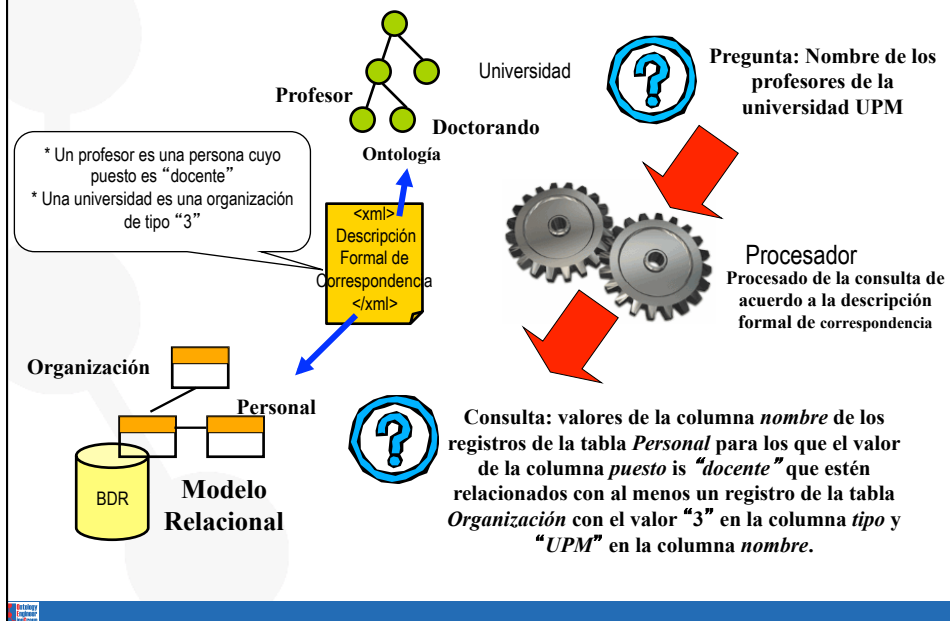 Universidad
Profesor
Doctorando
Ontología
Pregunta: Nombre de los
profesores de la
universidad UPM
* Un profesor es una persona cuyo
puesto es “docente”
* Una universidad es una organización
de tipo “3”
<xml>
Descripción
Formal de
Correspondencia
</xml>
Procesador
Procesado de la consulta de
acuerdo a la descripción
formal de correspondencia
Organización
Personal
BDR
Modelo
Relacional
Consulta: valores de la columna nombre de los
registros de la tabla Personal para los que el valor
de la columna puesto is “docente” que estén
relacionados con al menos un registro de la tabla
Organización con el valor “3” en la columna tipo y
“UPM” en la columna nombre.
Ontology
Engineer